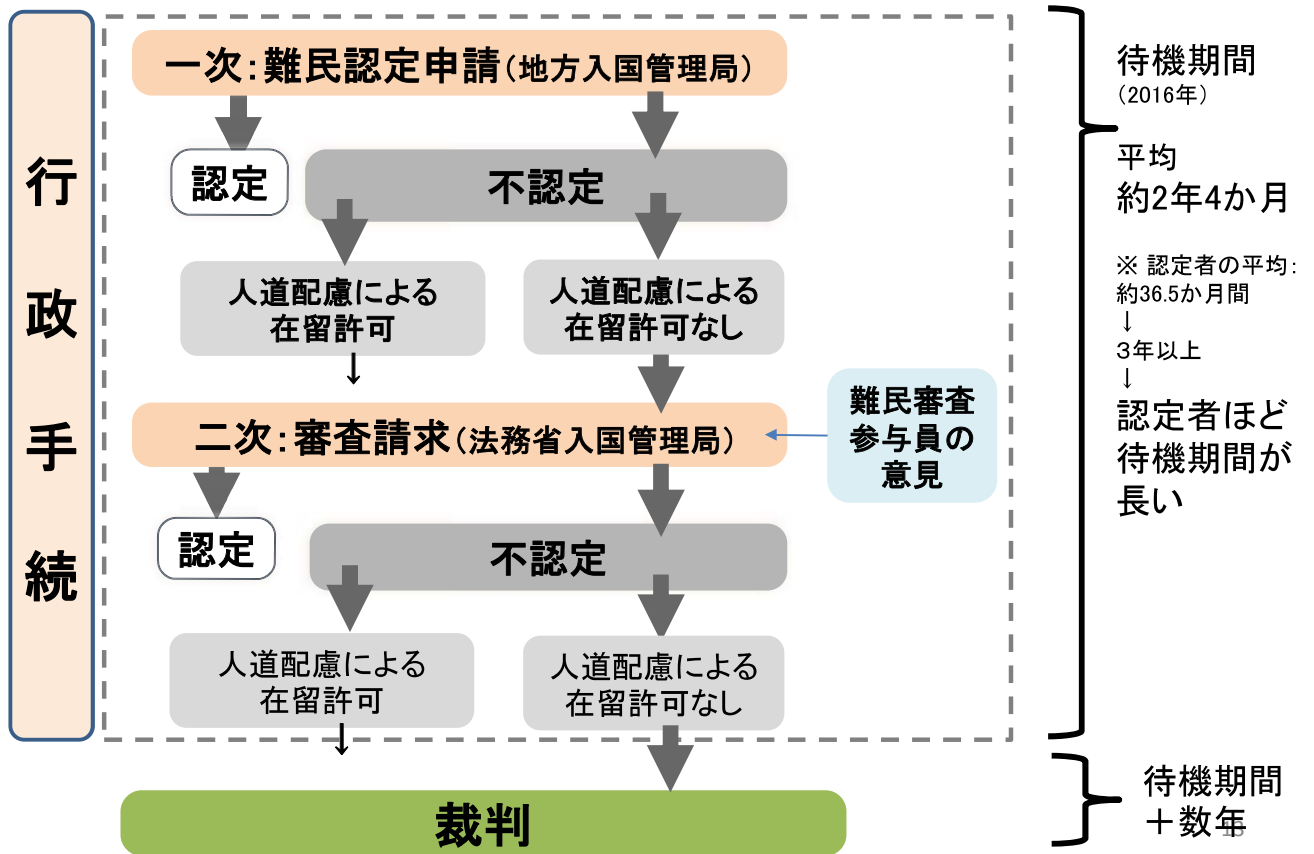 行政手続
一次：難民認定申請（地方入国管理局）
認定
不認定
人道配慮による
在留許可
↓
人道配慮による
在留許可なし
二次：審査請求（法務省入国管理局）
難民審査
参与員の
意見
認定
不認定
人道配慮による
在留許可
↓
人道配慮による
在留許可なし
裁判
待機期間
（2016年）
平均
約2年4か月
※ 認定者の平均：
約36.5か月間
↓
３年以上
↓
認定者ほど
待機期間が
長い
待機期間
＋数年
13